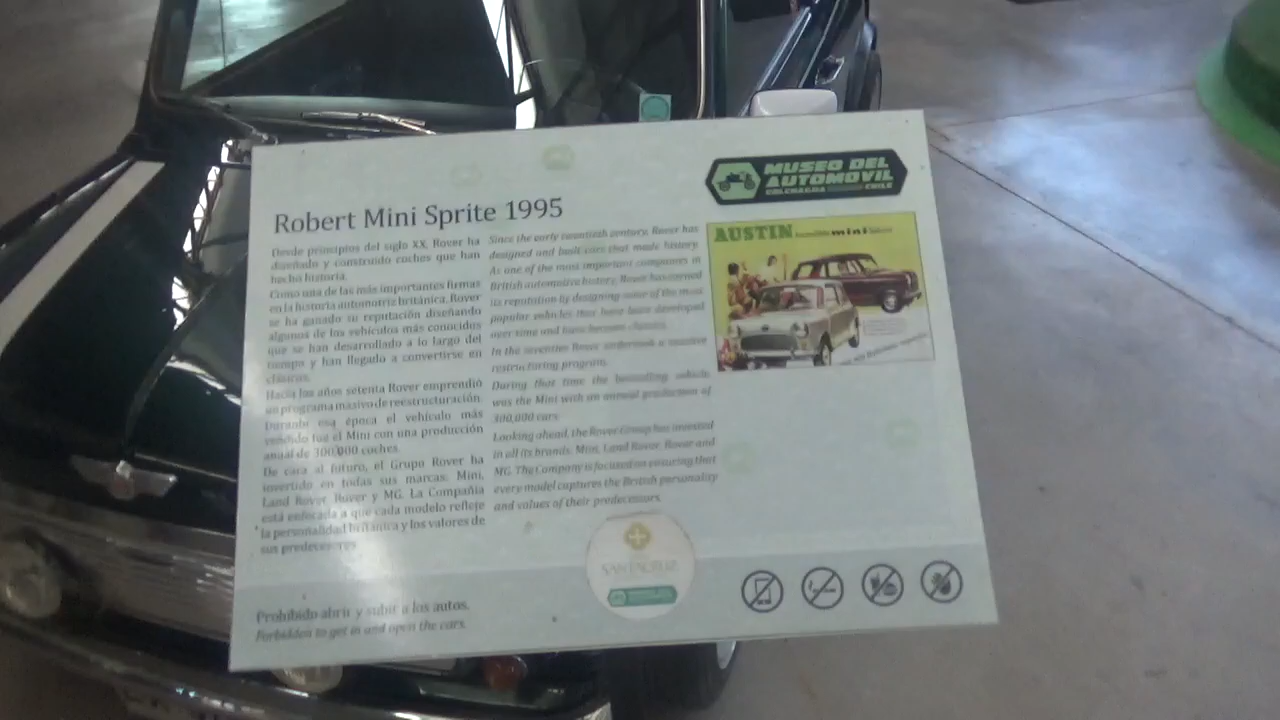 MUSEO DEL
AUTOMOVIL
COLCHAGUA CHILE
Robert Mini Sprite 1995
Desde principios del siglo XX, Rover ha
diseñado y construido coches que han
hecho historia.
Como una de las más importantes firmas
en la historia automotriz británica, Rover
se ha ganado su reputación diseñando
algunos de los vehículos más conocidos
que se han desarrollado a lo largo del
tiempo y han llegado a convertirse en
clásicos.
Hacia los años setenta Rover emprendió
un programa masivo de reestructuración.
Durante esa época el vehículo más
vendido fue el Mini con una producción
anual de 300.000 coches.
De cara al futuro, el Grupo Rover ha
invertido en todas sus marcas: Mini,
Land Rover, Rover y MG. La Compañía
está enfocada a que cada modelo refleje
la personalidad británica y los valores de
sus predecesores.
Since the early twentieth century, Rover has
designed and built cars that made history.
As one of the most important companies in
British automotive history, Rover has earned
its reputation by designing some of the most
popular vehicles that have been developed
over time and have become classics.
In the seventies Rover undertook a massive
restructuring program.
During that time the bestselling vehicle
was the Mini with an annual production of
300,000 cars.
Looking ahead, the Rover Group has invested
in all its brands: Mini, Land Rover, Rover and
MG. The Company is focused on ensuring that
every model captures the British personality
and values of their predecessors.
AUSTIN mini
SANTACRUZ
Prohibido abrir y subir a los autos.
Forbidden to get in and open the cars.